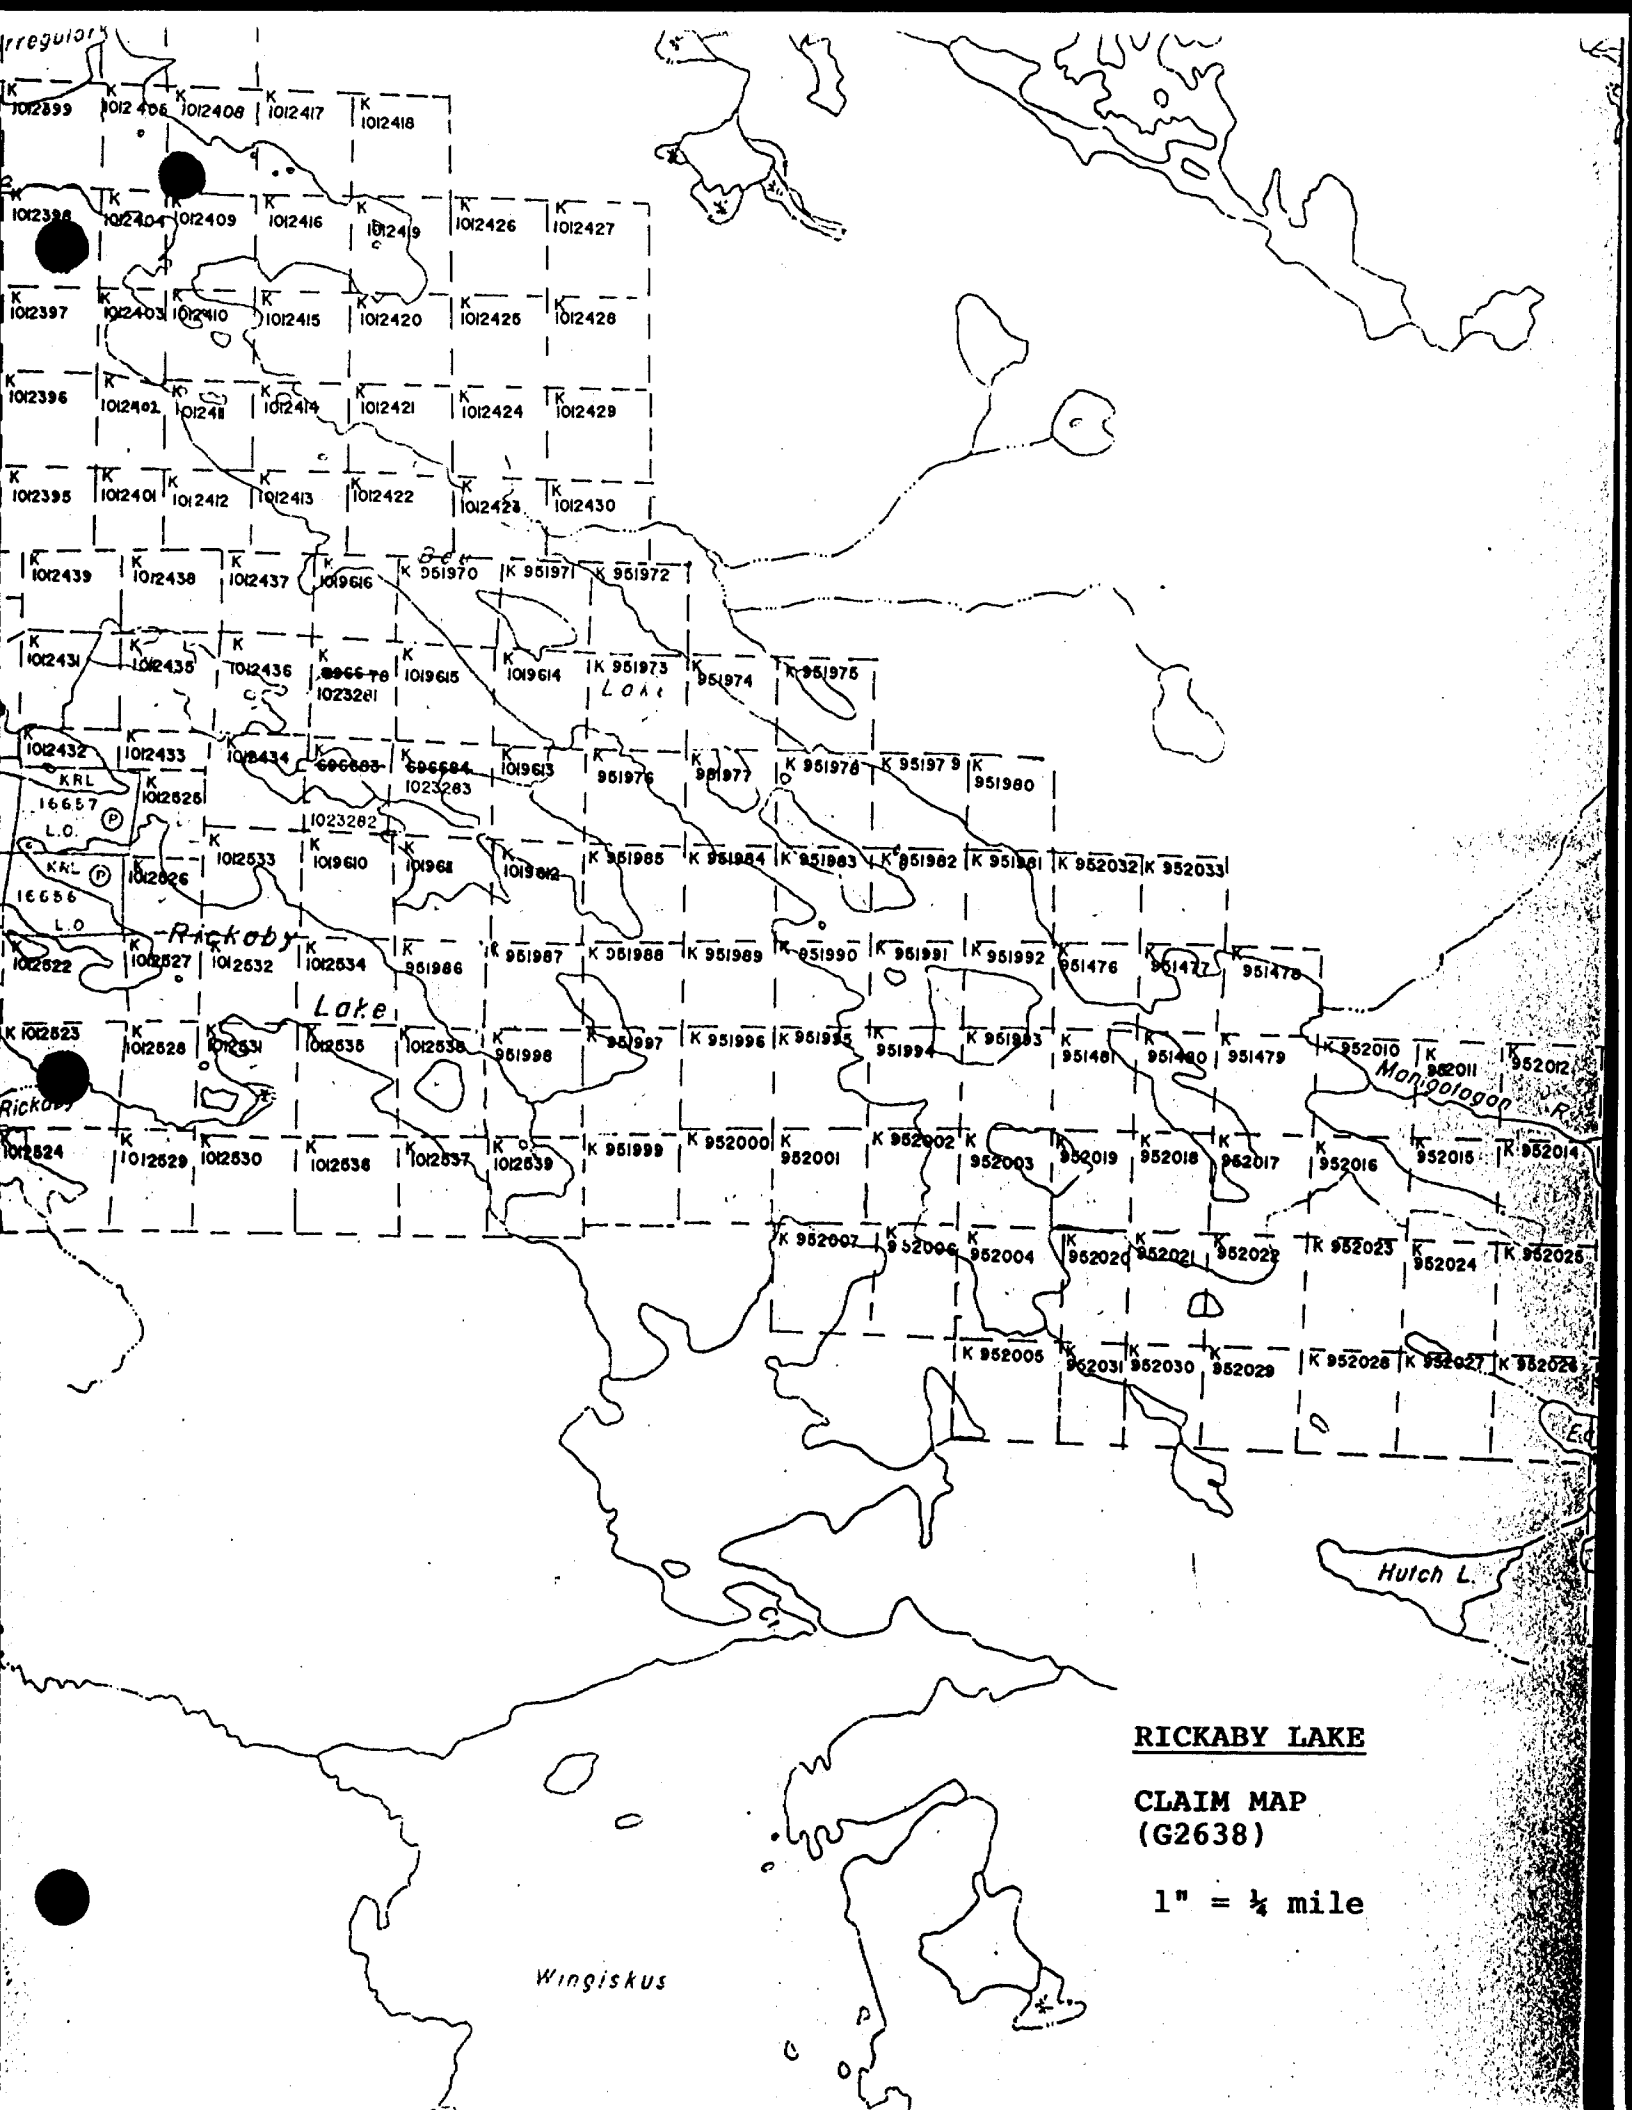 Irregular
K 1012399 K 1012405 K 1012408 K 1012417 K 1012418
K 1012398 K 1012404 K 1012409 K 1012416 K 1012419 K 1012426 K 1012427
K 1012397 K 1012403 K 1012410 K 1012415 K 1012420 K 1012425 K 1012428
K 1012396 K 1012402 K 1012411 K 1012414 K 1012421 K 1012424 K 1012429
K 1012395 K 1012401 K 1012412 K 1012413 K 1012422 K 1012423 K 1012430
K 1012439 K 1012438 K 1012437 K 1019616 K 951970 K 951971 K 951972
K 1012431 K 1012435 K 1012436 K 1023281 K 1019615 K 1019614 K 951973 K 951974 K 951975
Lake
K 1012432 K 1012433 K 1012434 K 696683 K 696684 K 1019613 K 951976 K 951977 K 951978 K 951979 K 951980
1023283
KRL
16657
L.O.
P
K 1012525
1023282
K 1012533 K 1019610 K 1019611 K 1019612 K 951985 K 951984 K 951983 K 951982 K 951981 K 952032 K 952033
KRL P
16656
L.O
K 1012526
Rickaby
K 1012522 K 1012527 K 1012532 K 1012534 K 951986 K 951987 K 951988 K 951989 K 951990 K 951991 K 951992 K 951476 K 951477 K 951478
Lake
K 1012523 K 1012528 K 1012531 K 1012535 K 1012538 K 951998 K 951997 K 951996 K 951995 K 951994 K 951993 K 951481 K 951480 K 951479 K 952010 K 952011 K 952012
Manigotogan R.
Rickaby
K 1012524 K 1012529 K 1012530 K 1012536 K 1012537 K 1012539 K 951999 K 952000 K 952001 K 952002 K 952003 K 952019 K 952018 K 952017 K 952016 K 952015 K 952014
K 952007 K 952006 K 952004 K 952020 K 952021 K 952022 K 952023 K 952024 K 952025
K 952005 K 952031 K 952030 K 952029 K 952028 K 952027 K 952026
Hutch L.
RICKABY LAKE
CLAIM MAP
(G2638)
1" = ¼ mile
Wingiskus